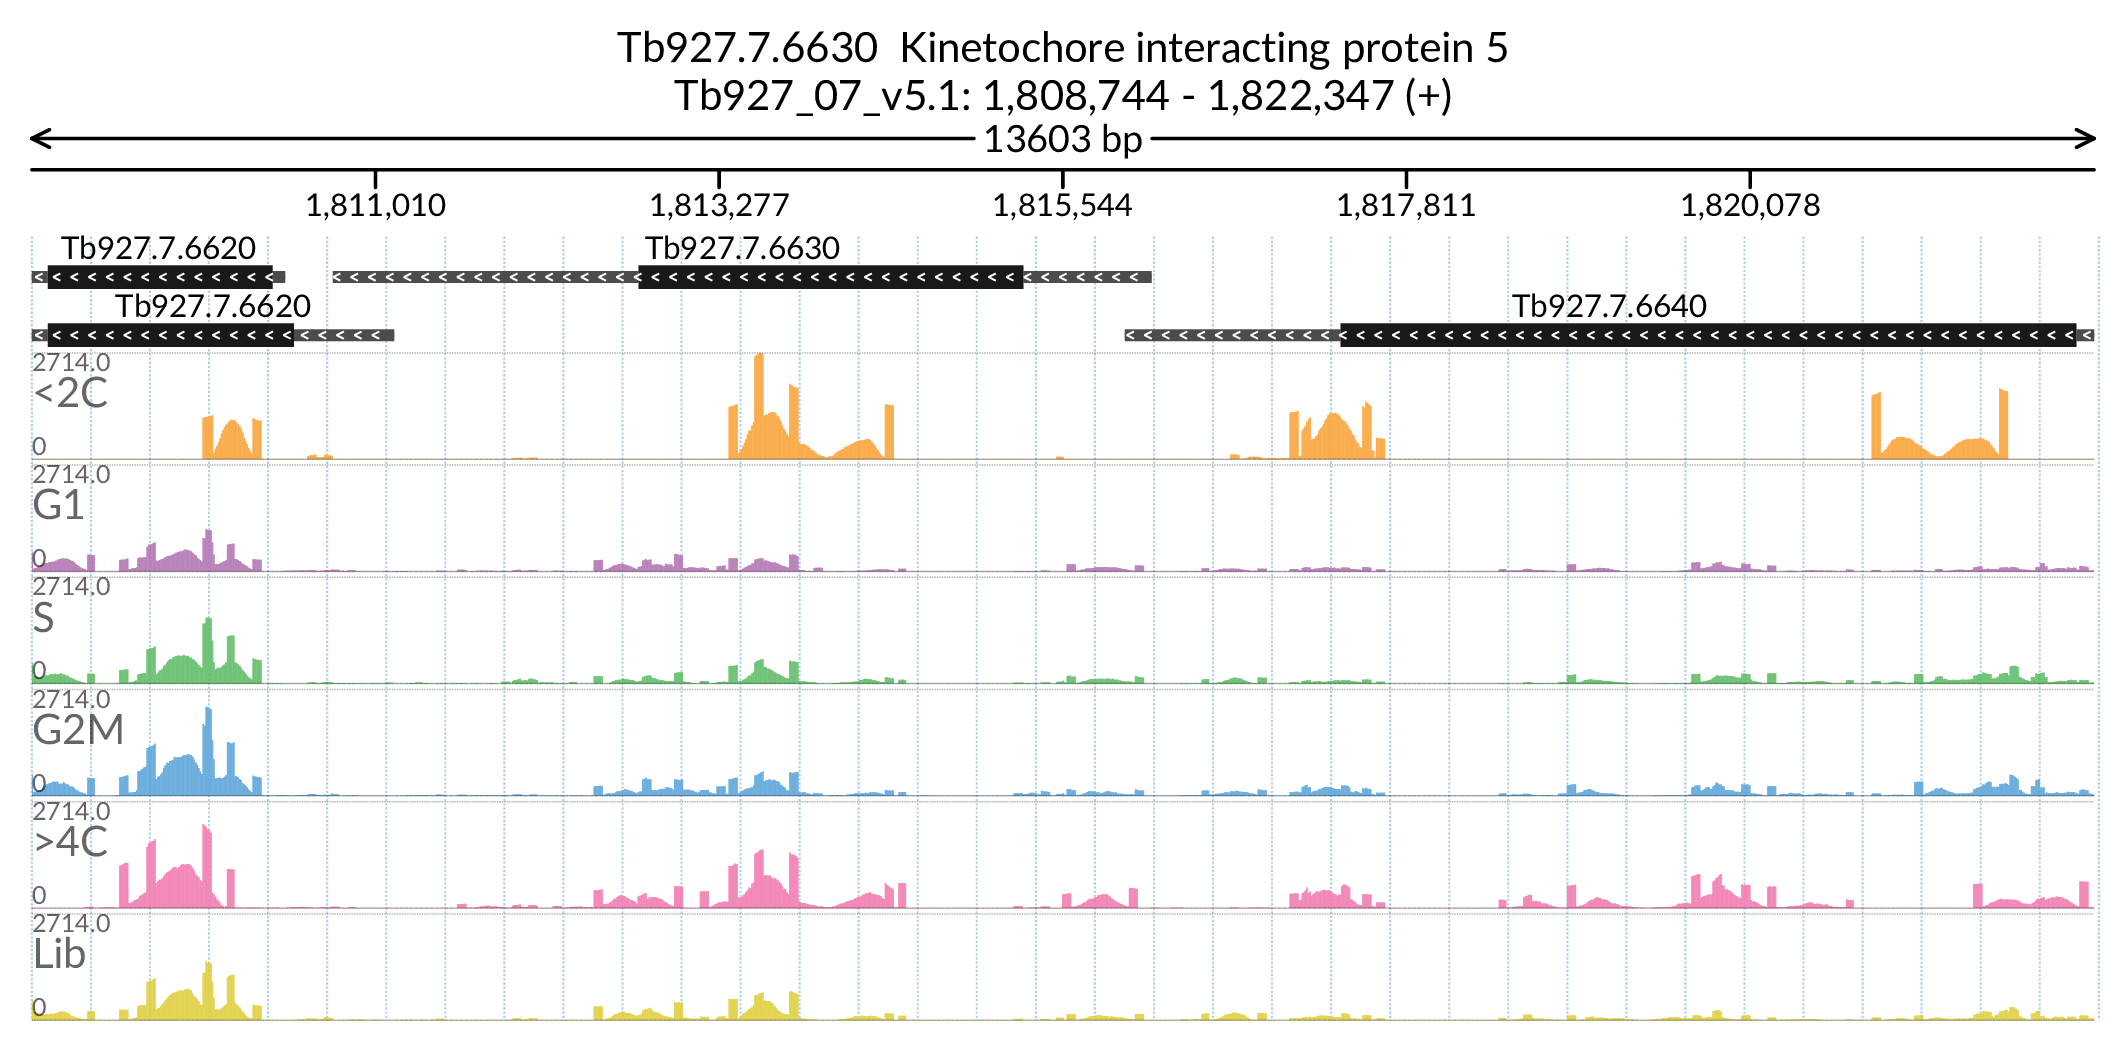 Tb927.7.6630  Kinetochore interacting protein 5
Tb927_07_v5.1: 1,808,744 - 1,822,347 (+)
13603 bp
1,811,010 1,813,277 1,815,544 1,817,811 1,820,078
Tb927.7.6620 Tb927.7.6630
Tb927.7.6620 Tb927.7.6640
2714.0
<2C
0
2714.0
G1
0
2714.0
S
0
2714.0
G2M
0
2714.0
>4C
0
2714.0
Lib
0